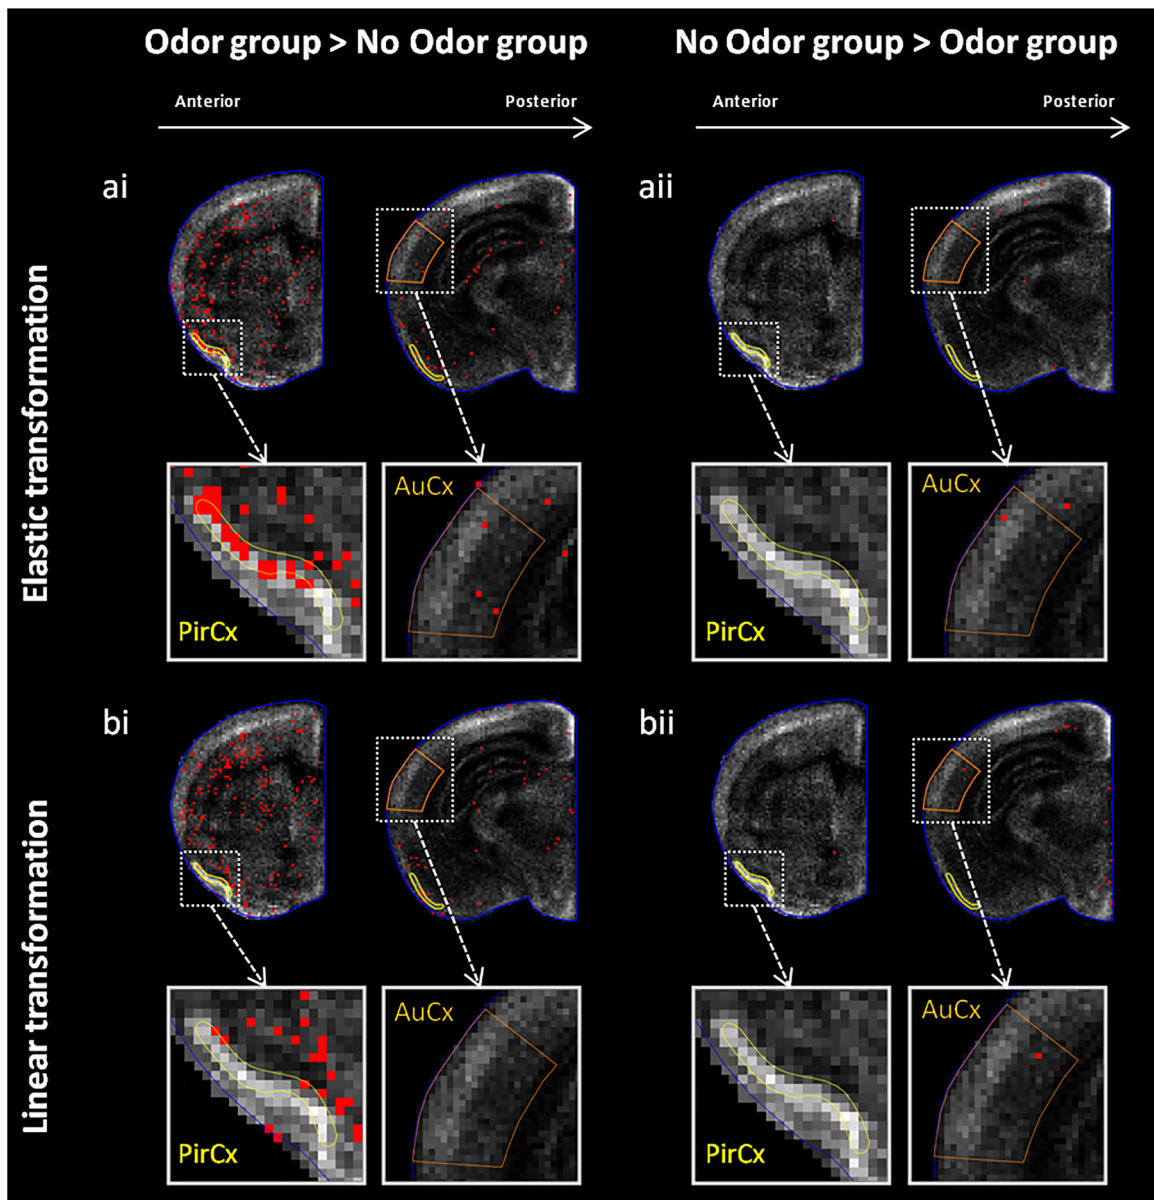 Odor group > No Odor group
No Odor group > Odor group
Anterior
Posterior
Anterior
Posterior
Elastic transformation
ai
aii
PirCx
AuCx
PirCx
AuCx
Linear transformation
bi
bii
PirCx
AuCx
PirCx
AuCx